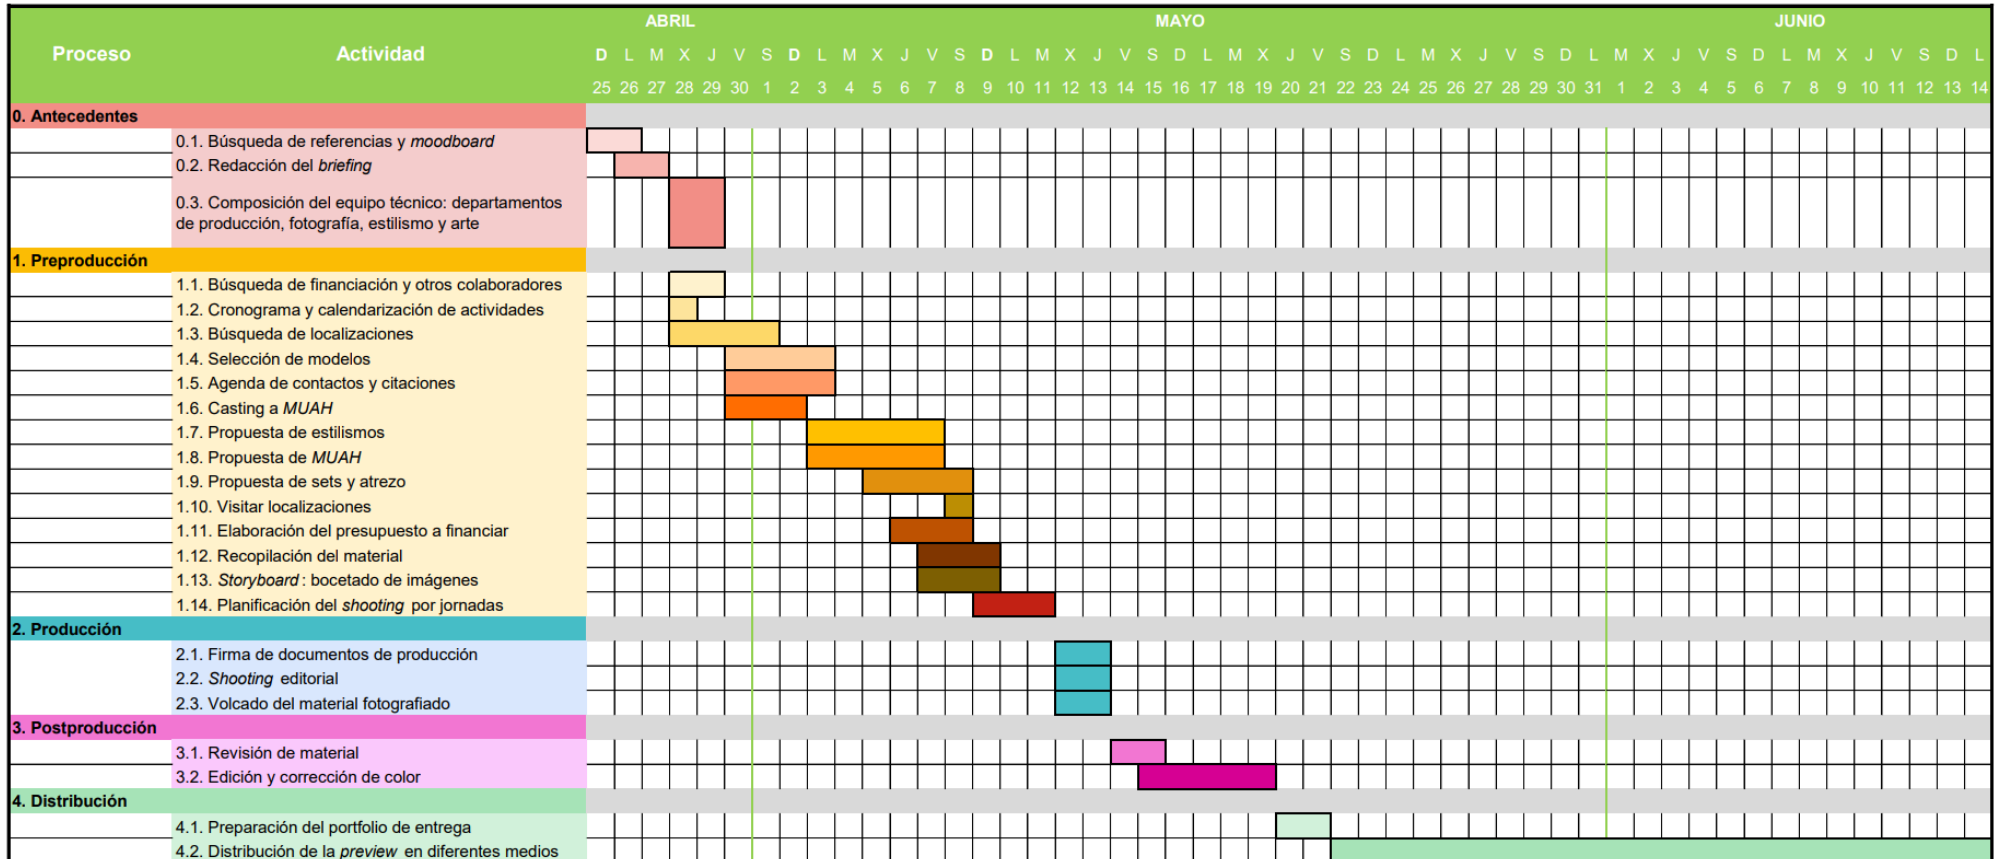 ABRIL MAYO JUNIO
Proceso Actividad D L M X J V S D L M X J V S D L M X J V S D L M X J V S D L M X J V S D L M X J V S D L
25 26 27 28 29 30 1 2 3 4 5 6 7 8 9 10 11 12 13 14 15 16 17 18 19 20 21 22 23 24 25 26 27 28 29 30 31 1 2 3 4 5 6 7 8 9 10 11 12 13 14
0. Antecedentes
0.1. Búsqueda de referencias y moodboard
0.2. Redacción del briefing
0.3. Composición del equipo técnico: departamentos
de producción, fotografía, estilismo y arte
1. Preproducción
1.1. Búsqueda de financiación y otros colaboradores
1.2. Cronograma y calendarización de actividades
1.3. Búsqueda de localizaciones
1.4. Selección de modelos
1.5. Agenda de contactos y citaciones
1.6. Casting a MUAH
1.7. Propuesta de estilismos
1.8. Propuesta de MUAH
1.9. Propuesta de sets y atrezo
1.10. Visitar localizaciones
1.11. Elaboración del presupuesto a financiar
1.12. Recopilación del material
1.13. Storyboard: bocetado de imágenes
1.14. Planificación del shooting por jornadas
2. Producción
2.1. Firma de documentos de producción
2.2. Shooting editorial
2.3. Volcado del material fotografiado
3. Postproducción
3.1. Revisión de material
3.2. Edición y corrección de color
4. Distribución
4.1. Preparación del portfolio de entrega
4.2. Distribución de la preview en diferentes medios